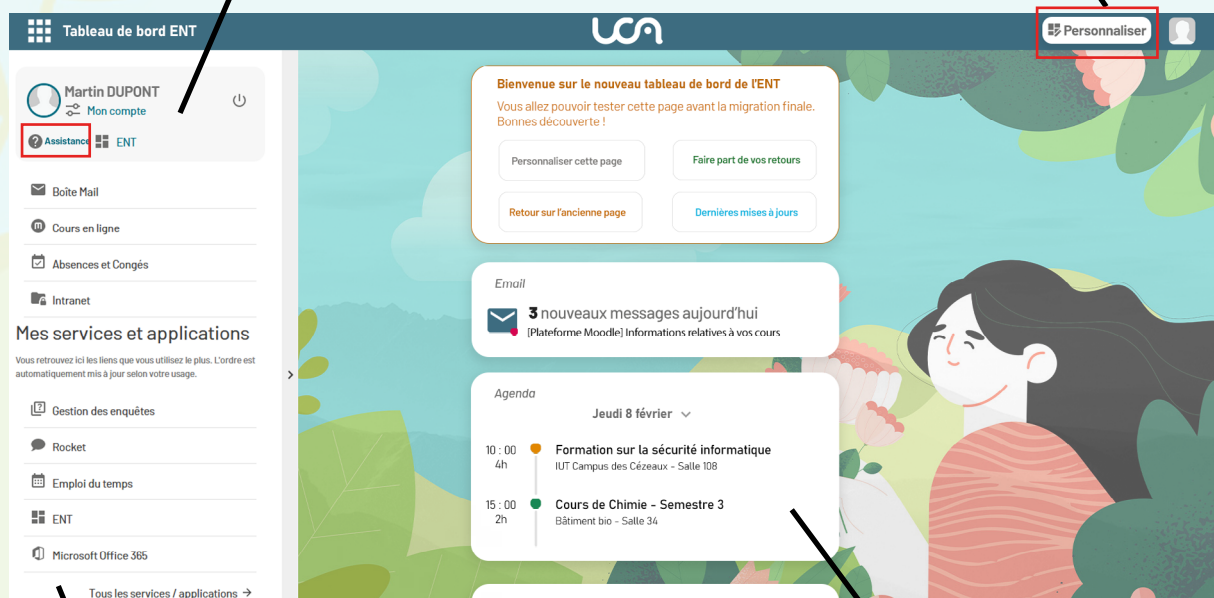 Tableau de bord ENT
uca
Personnaliser
Martin DUPONT
Mon compte
Assistance
ENT
Boîte Mail
Cours en ligne
Absences et Congés
Intranet
Mes services et applications
Vous retrouvez ici les liens que vous utilisez le plus. L'ordre est
automatiquement mis à jour selon votre usage.
Gestion des enquêtes
Rocket
Emploi du temps
ENT
Microsoft Office 365
Tous les services / applications →
Bienvenue sur le nouveau tableau de bord de l'ENT
Vous allez pouvoir tester cette page avant la migration finale.
Bonnes découverte !
Personnaliser cette page
Faire part de vos retours
Retour sur l'ancienne page
Dernières mises à jours
Email
3 nouveaux messages aujourd'hui
[Plateforme Moodle] Informations relatives à vos cours
Agenda
Jeudi 8 février
10 : 00 Formation sur la sécurité informatique
4h IUT Campus des Cézeaux - Salle 108
15 : 00 Cours de Chimie - Semestre 3
2h Bâtiment bio - Salle 34